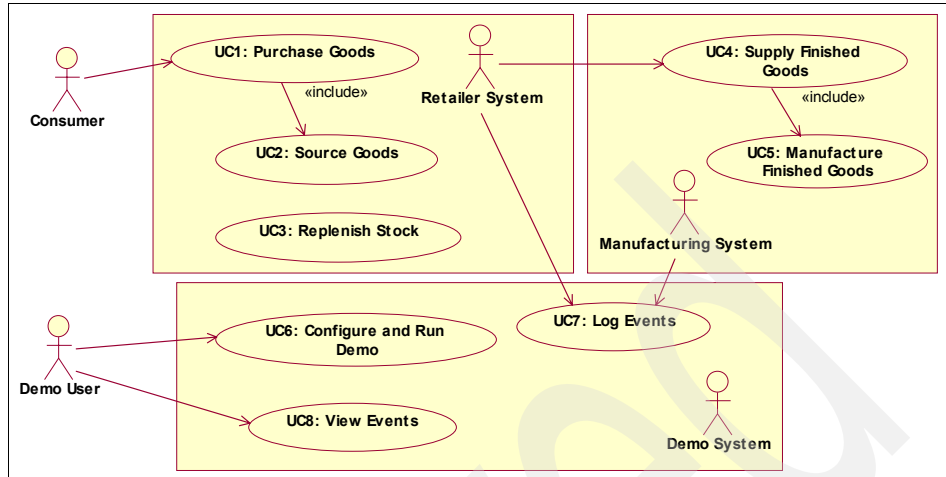 UC1: Purchase Goods
«include»
Consumer
UC2: Source Goods
UC3: Replenish Stock
Retailer System
UC4: Supply Finished
Goods
«include»
UC5: Manufacture
Finished Goods
Manufacturing System
UC6: Configure and Run
Demo
UC7: Log Events
Demo User
UC8: View Events
Demo System